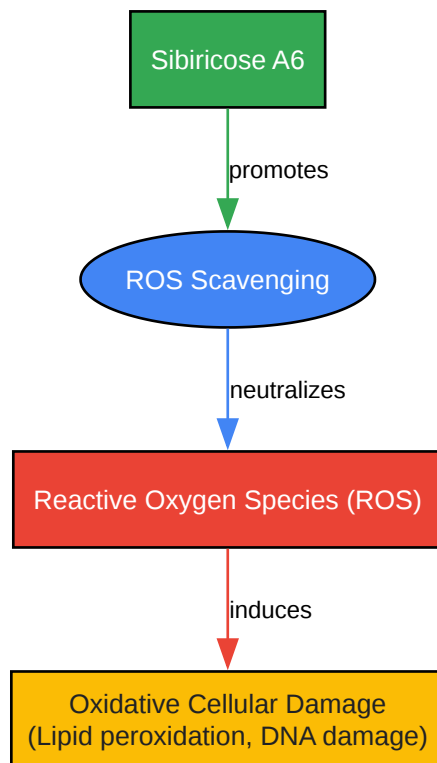 Sibiricose A6
promotes
ROS Scavenging
neutralizes
Reactive Oxygen Species (ROS)
induces
Oxidative Cellular Damage
(Lipid peroxidation, DNA damage)